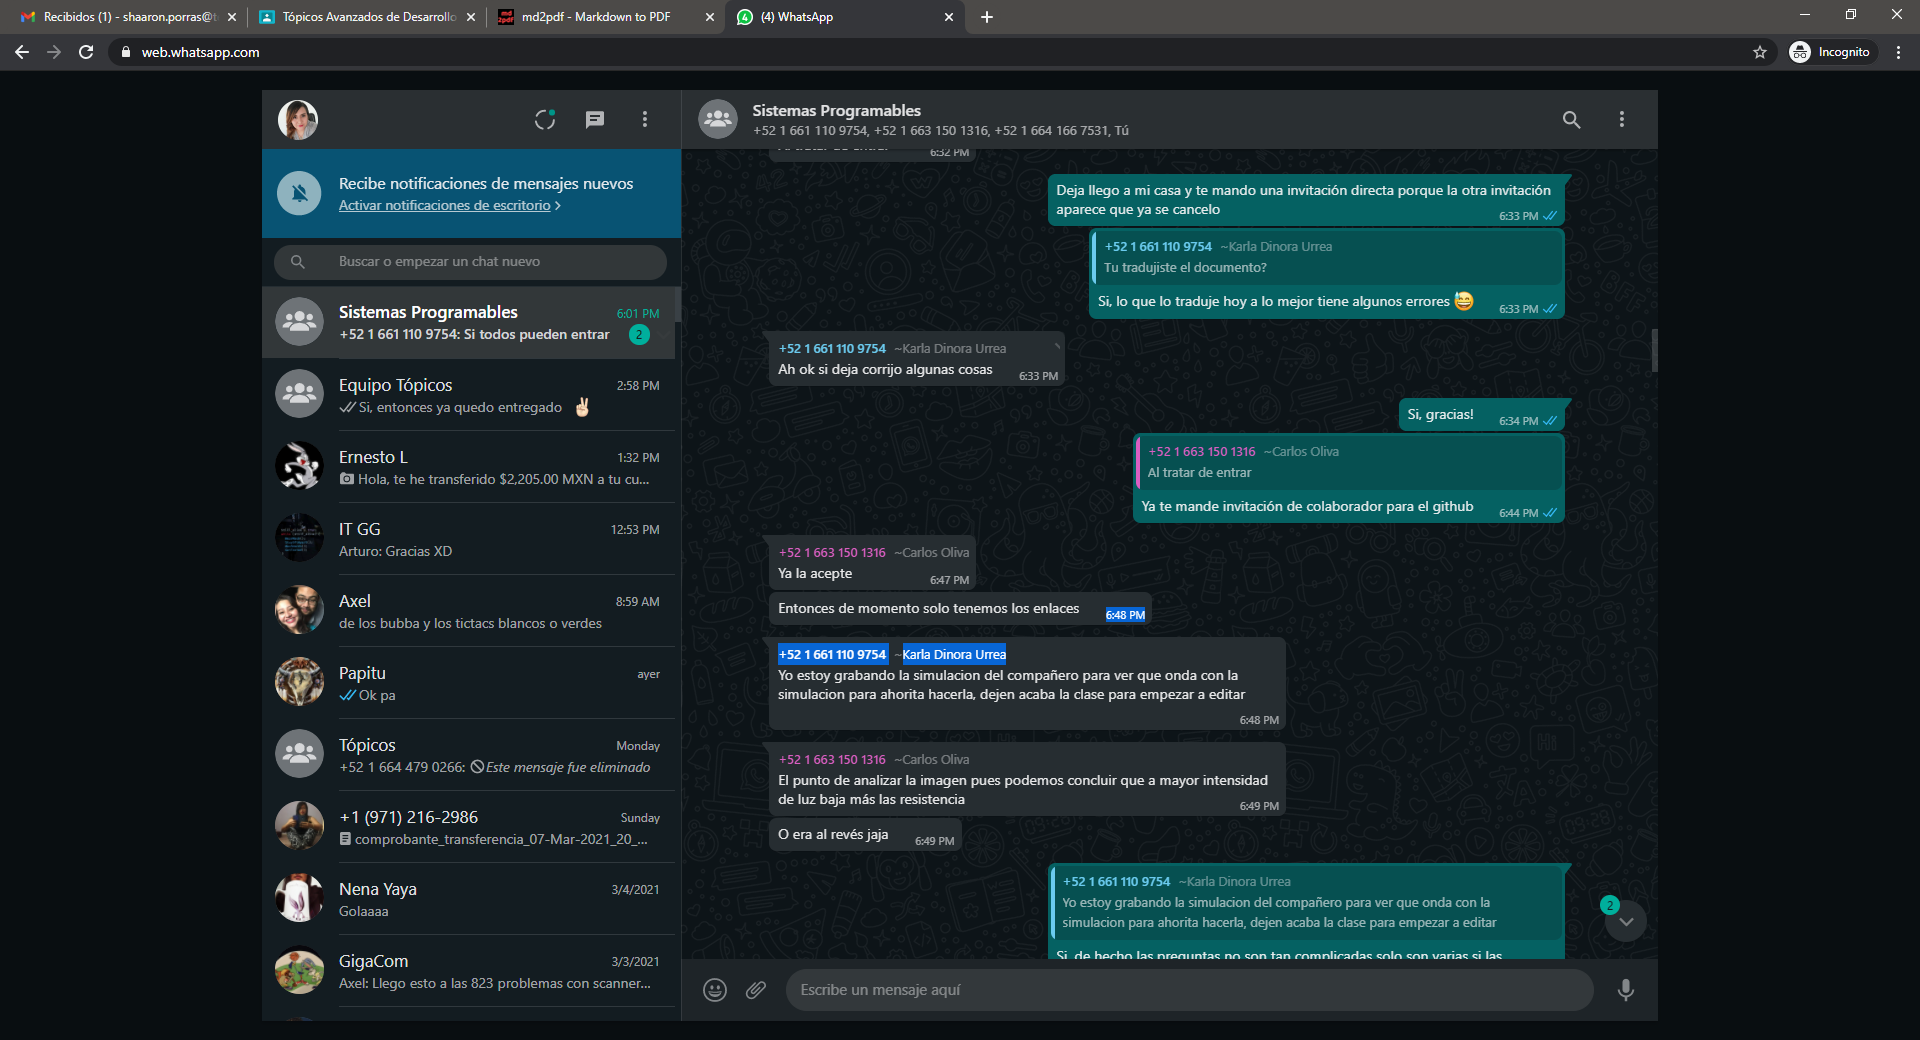 Recibidos (1) - shaaron.porras@t
Tópicos Avanzados de Desarrollo
md2pdf - Markdown to PDF
(4) WhatsApp
web.whatsapp.com
Incognito
Recibe notificaciones de mensajes nuevos
Activar notificaciones de escritorio >
Buscar o empezar un chat nuevo
Sistemas Programables 6:01 PM
+52 1 661 110 9754: Si todos pueden entrar 2
Equipo Tópicos 2:58 PM
Si, entonces ya quedo entregado ✌🏻
Ernesto L 1:32 PM
Hola, te he transferido $2,205.00 MXN a tu cu...
IT GG 12:53 PM
Arturo: Gracias XD
Axel 8:59 AM
de los bubba y los tictacs blancos o verdes
Papitu ayer
Ok pa
Tópicos Monday
+52 1 664 479 0266: Este mensaje fue eliminado
+1 (971) 216-2986 Sunday
comprobante_transferencia_07-Mar-2021_20_...
Nena Yaya 3/4/2021
Golaaaa
GigaCom 3/3/2021
Axel: Llego esto a las 823 problemas con scanner...
Sistemas Programables
+52 1 661 110 9754, +52 1 663 150 1316, +52 1 664 166 7531, Tú
Al tratar de entrar 6:32 PM
Deja llego a mi casa y te mando una invitación directa porque la otra invitación
aparece que ya se cancelo 6:33 PM
+52 1 661 110 9754 ~Karla Dinora Urrea
Tu tradujiste el documento?
Si, lo que lo traduje hoy a lo mejor tiene algunos errores 😅 6:33 PM
+52 1 661 110 9754 ~Karla Dinora Urrea
Ah ok si deja corrijo algunas cosas 6:33 PM
Si, gracias! 6:34 PM
+52 1 663 150 1316 ~Carlos Oliva
Al tratar de entrar
Ya te mande invitación de colaborador para el github 6:44 PM
+52 1 663 150 1316 ~Carlos Oliva
Ya la acepte 6:47 PM
Entonces de momento solo tenemos los enlaces 6:48 PM
+52 1 661 110 9754 ~Karla Dinora Urrea
Yo estoy grabando la simulacion del compañero para ver que onda con la
simulacion para ahorita hacerla, dejen acaba la clase para empezar a editar
6:48 PM
+52 1 663 150 1316 ~Carlos Oliva
El punto de analizar la imagen pues podemos concluir que a mayor intensidad
de luz baja más las resistencia 6:49 PM
O era al revés jaja 6:49 PM
+52 1 661 110 9754 ~Karla Dinora Urrea
Yo estoy grabando la simulacion del compañero para ver que onda con la
simulacion para ahorita hacerla, dejen acaba la clase para empezar a editar
Si, de hecho las preguntas no son tan complicadas solo son varias si las
2
Escribe un mensaje aquí